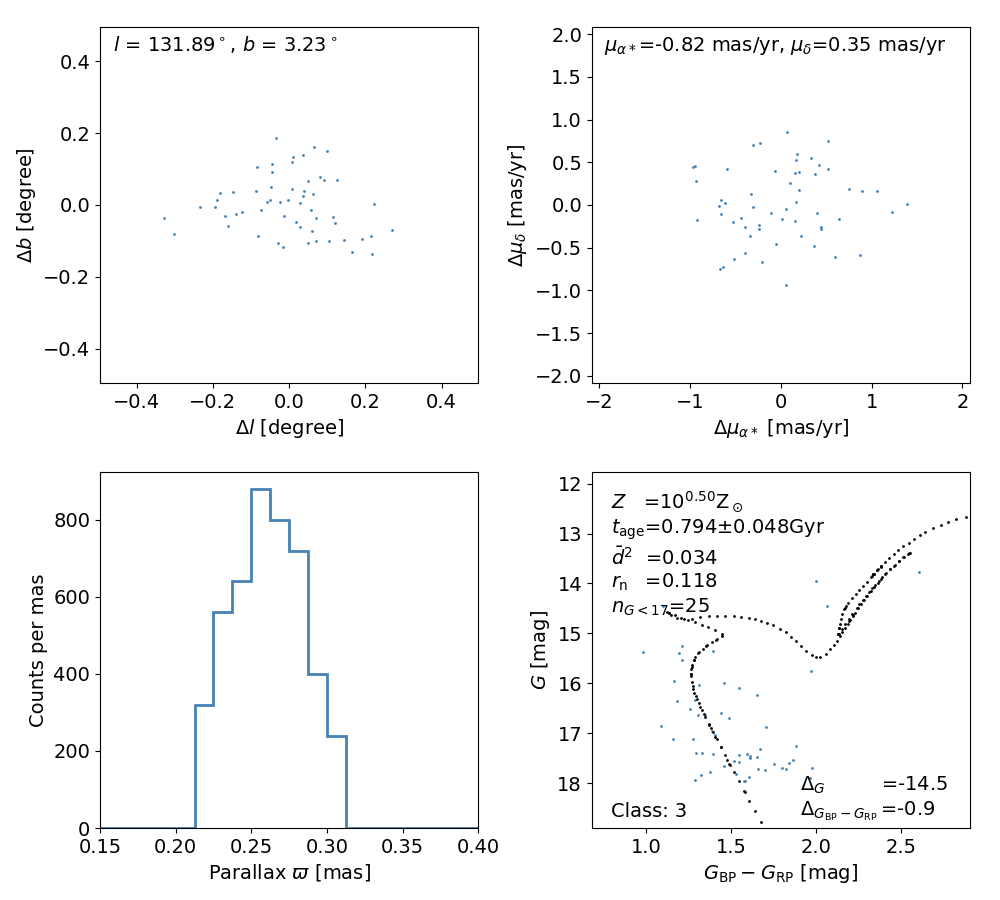 l = 131.89°, b = 3.23°
0.4
0.2
0.0
−0.2
−0.4
Δb [degree]
−0.4 −0.2 0.0 0.2 0.4
Δl [degree]
μα∗=-0.82 mas/yr, μδ=0.35 mas/yr
2.0
1.5
1.0
0.5
0.0
−0.5
−1.0
−1.5
−2.0
Δμδ [mas/yr]
−2 −1 0 1 2
Δμα∗ [mas/yr]
800
600
400
200
0
Counts per mas
0.15 0.20 0.25 0.30 0.35 0.40
Parallax ϖ [mas]
12
13
14
15
16
17
18
G [mag]
Z =10^0.50 Z⊙
t_age=0.794±0.048Gyr
d̄² =0.034
r_n =0.118
n_G<17=25
Δ_G =-14.5
Δ_GBP−GRP =-0.9
Class: 3
1.0 1.5 2.0 2.5
G_BP − G_RP [mag]